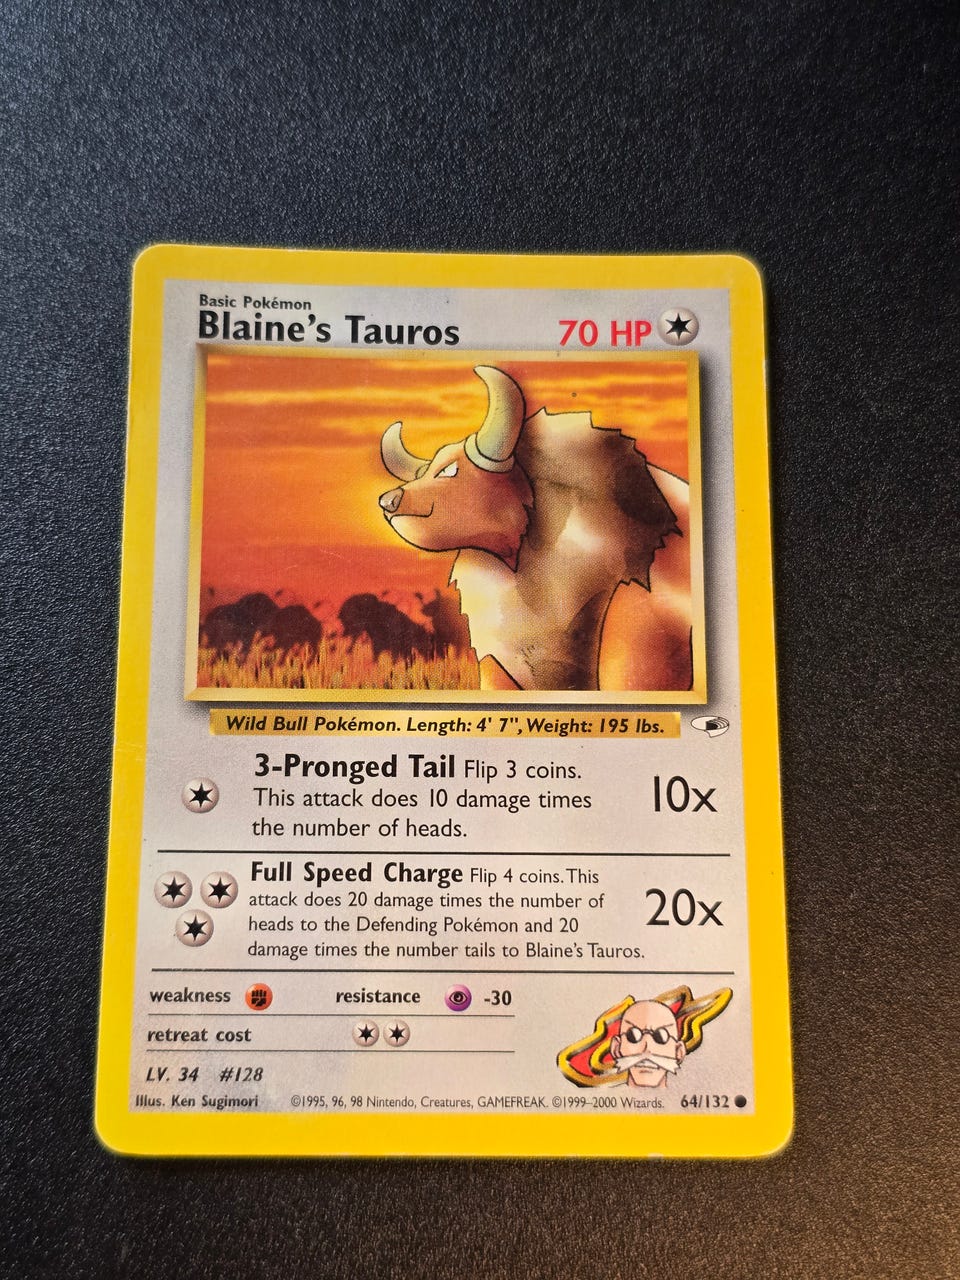 Basic Pokémon
Blaine's Tauros 70 HP
Wild Bull Pokémon. Length: 4' 7", Weight: 195 lbs.
3-Pronged Tail Flip 3 coins.
This attack does 10 damage times
the number of heads.
10x
Full Speed Charge Flip 4 coins. This
attack does 20 damage times the number of
heads to the Defending Pokémon and 20
damage times the number tails to Blaine's Tauros.
20x
weakness resistance -30
retreat cost
LV. 34 #128
Illus. Ken Sugimori ©1995, 96, 98 Nintendo, Creatures, GAMEFREAK. ©1999-2000 Wizards. 64/132